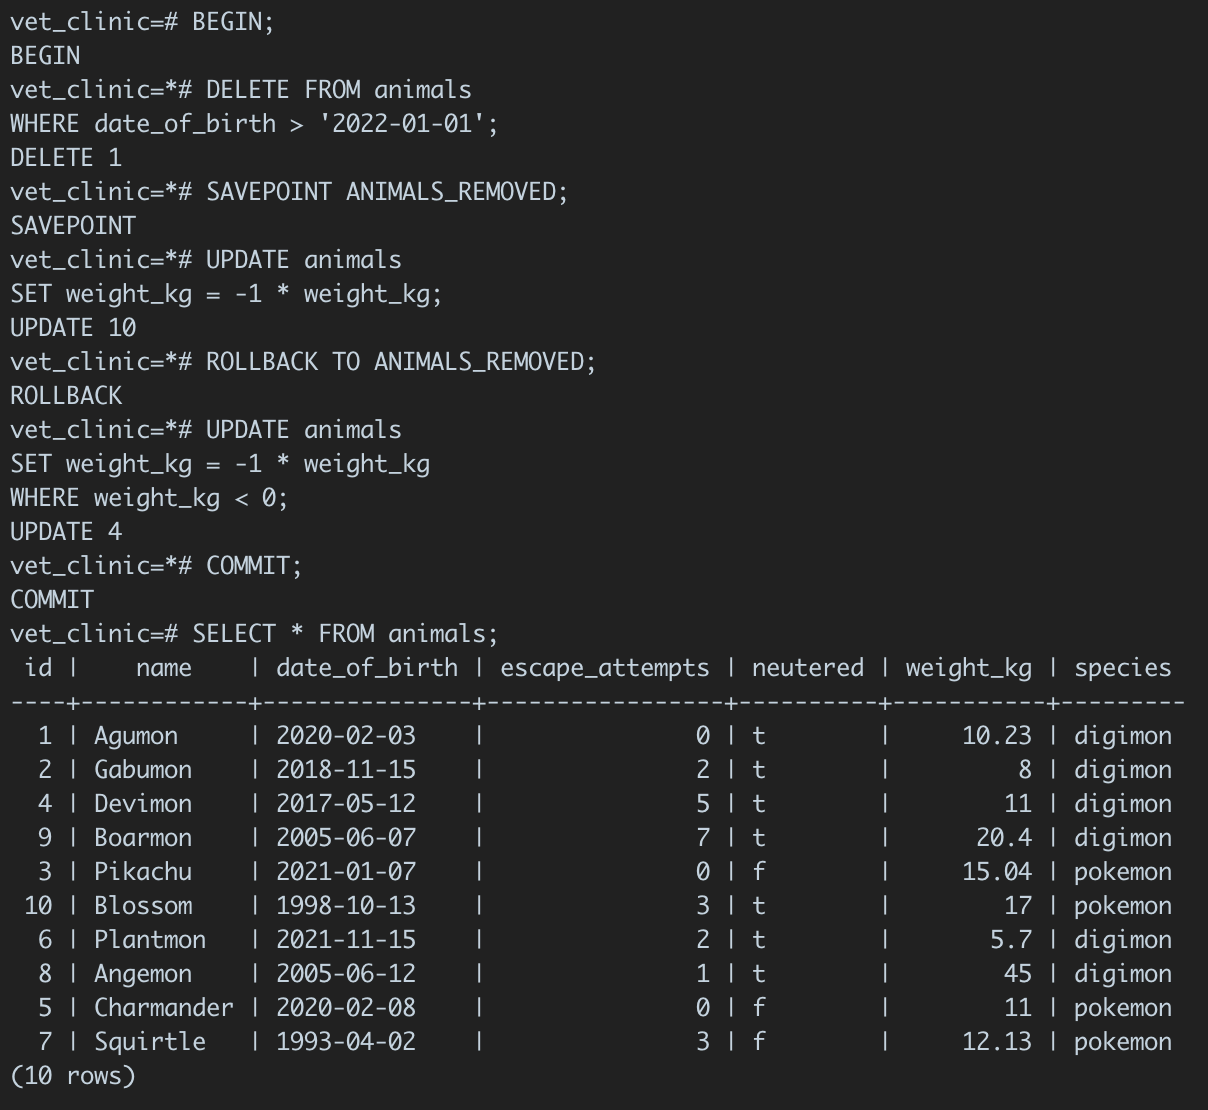 vet_clinic=# BEGIN;
BEGIN
vet_clinic=*# DELETE FROM animals
WHERE date_of_birth > '2022-01-01';
DELETE 1
vet_clinic=*# SAVEPOINT ANIMALS_REMOVED;
SAVEPOINT
vet_clinic=*# UPDATE animals
SET weight_kg = -1 * weight_kg;
UPDATE 10
vet_clinic=*# ROLLBACK TO ANIMALS_REMOVED;
ROLLBACK
vet_clinic=*# UPDATE animals
SET weight_kg = -1 * weight_kg
WHERE weight_kg < 0;
UPDATE 4
vet_clinic=*# COMMIT;
COMMIT
vet_clinic=# SELECT * FROM animals;
 id |    name    | date_of_birth | escape_attempts | neutered | weight_kg | species
----+------------+---------------+-----------------+----------+-----------+---------
  1 | Agumon     | 2020-02-03    |               0 | t        |     10.23 | digimon
  2 | Gabumon    | 2018-11-15    |               2 | t        |         8 | digimon
  4 | Devimon    | 2017-05-12    |               5 | t        |        11 | digimon
  9 | Boarmon    | 2005-06-07    |               7 | t        |      20.4 | digimon
  3 | Pikachu    | 2021-01-07    |               0 | f        |     15.04 | pokemon
 10 | Blossom    | 1998-10-13    |               3 | t        |        17 | pokemon
  6 | Plantmon   | 2021-11-15    |               2 | t        |       5.7 | digimon
  8 | Angemon    | 2005-06-12    |               1 | t        |        45 | digimon
  5 | Charmander | 2020-02-08    |               0 | f        |        11 | pokemon
  7 | Squirtle   | 1993-04-02    |               3 | f        |     12.13 | pokemon
(10 rows)